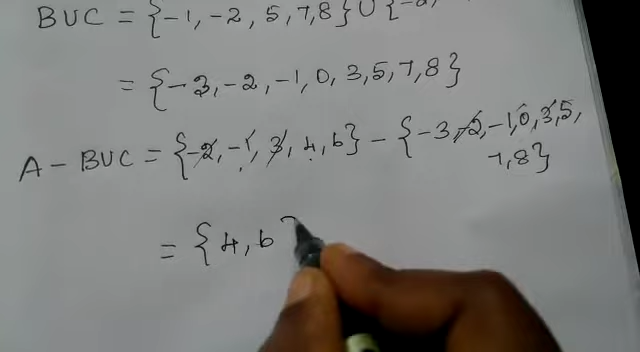 BUC = {-1, -2, 5, 7, 8} U {-2,
= {-3, -2, -1, 0, 3, 5, 7, 8}
A - BUC = {-2, -1, 3, 4, 6} - {-3, -2, -1, 0, 3, 5,
7, 8}
= {4, 6